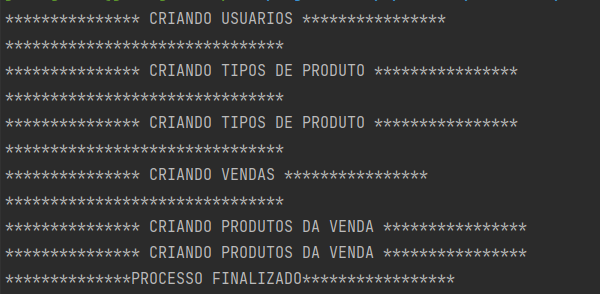 *************** CRIANDO USUARIOS ****************
*******************************
*************** CRIANDO TIPOS DE PRODUTO ****************
*******************************
*************** CRIANDO TIPOS DE PRODUTO ****************
*******************************
*************** CRIANDO VENDAS ****************
*******************************
*************** CRIANDO PRODUTOS DA VENDA ****************
*************** CRIANDO PRODUTOS DA VENDA ****************
**************PROCESSO FINALIZADO*****************